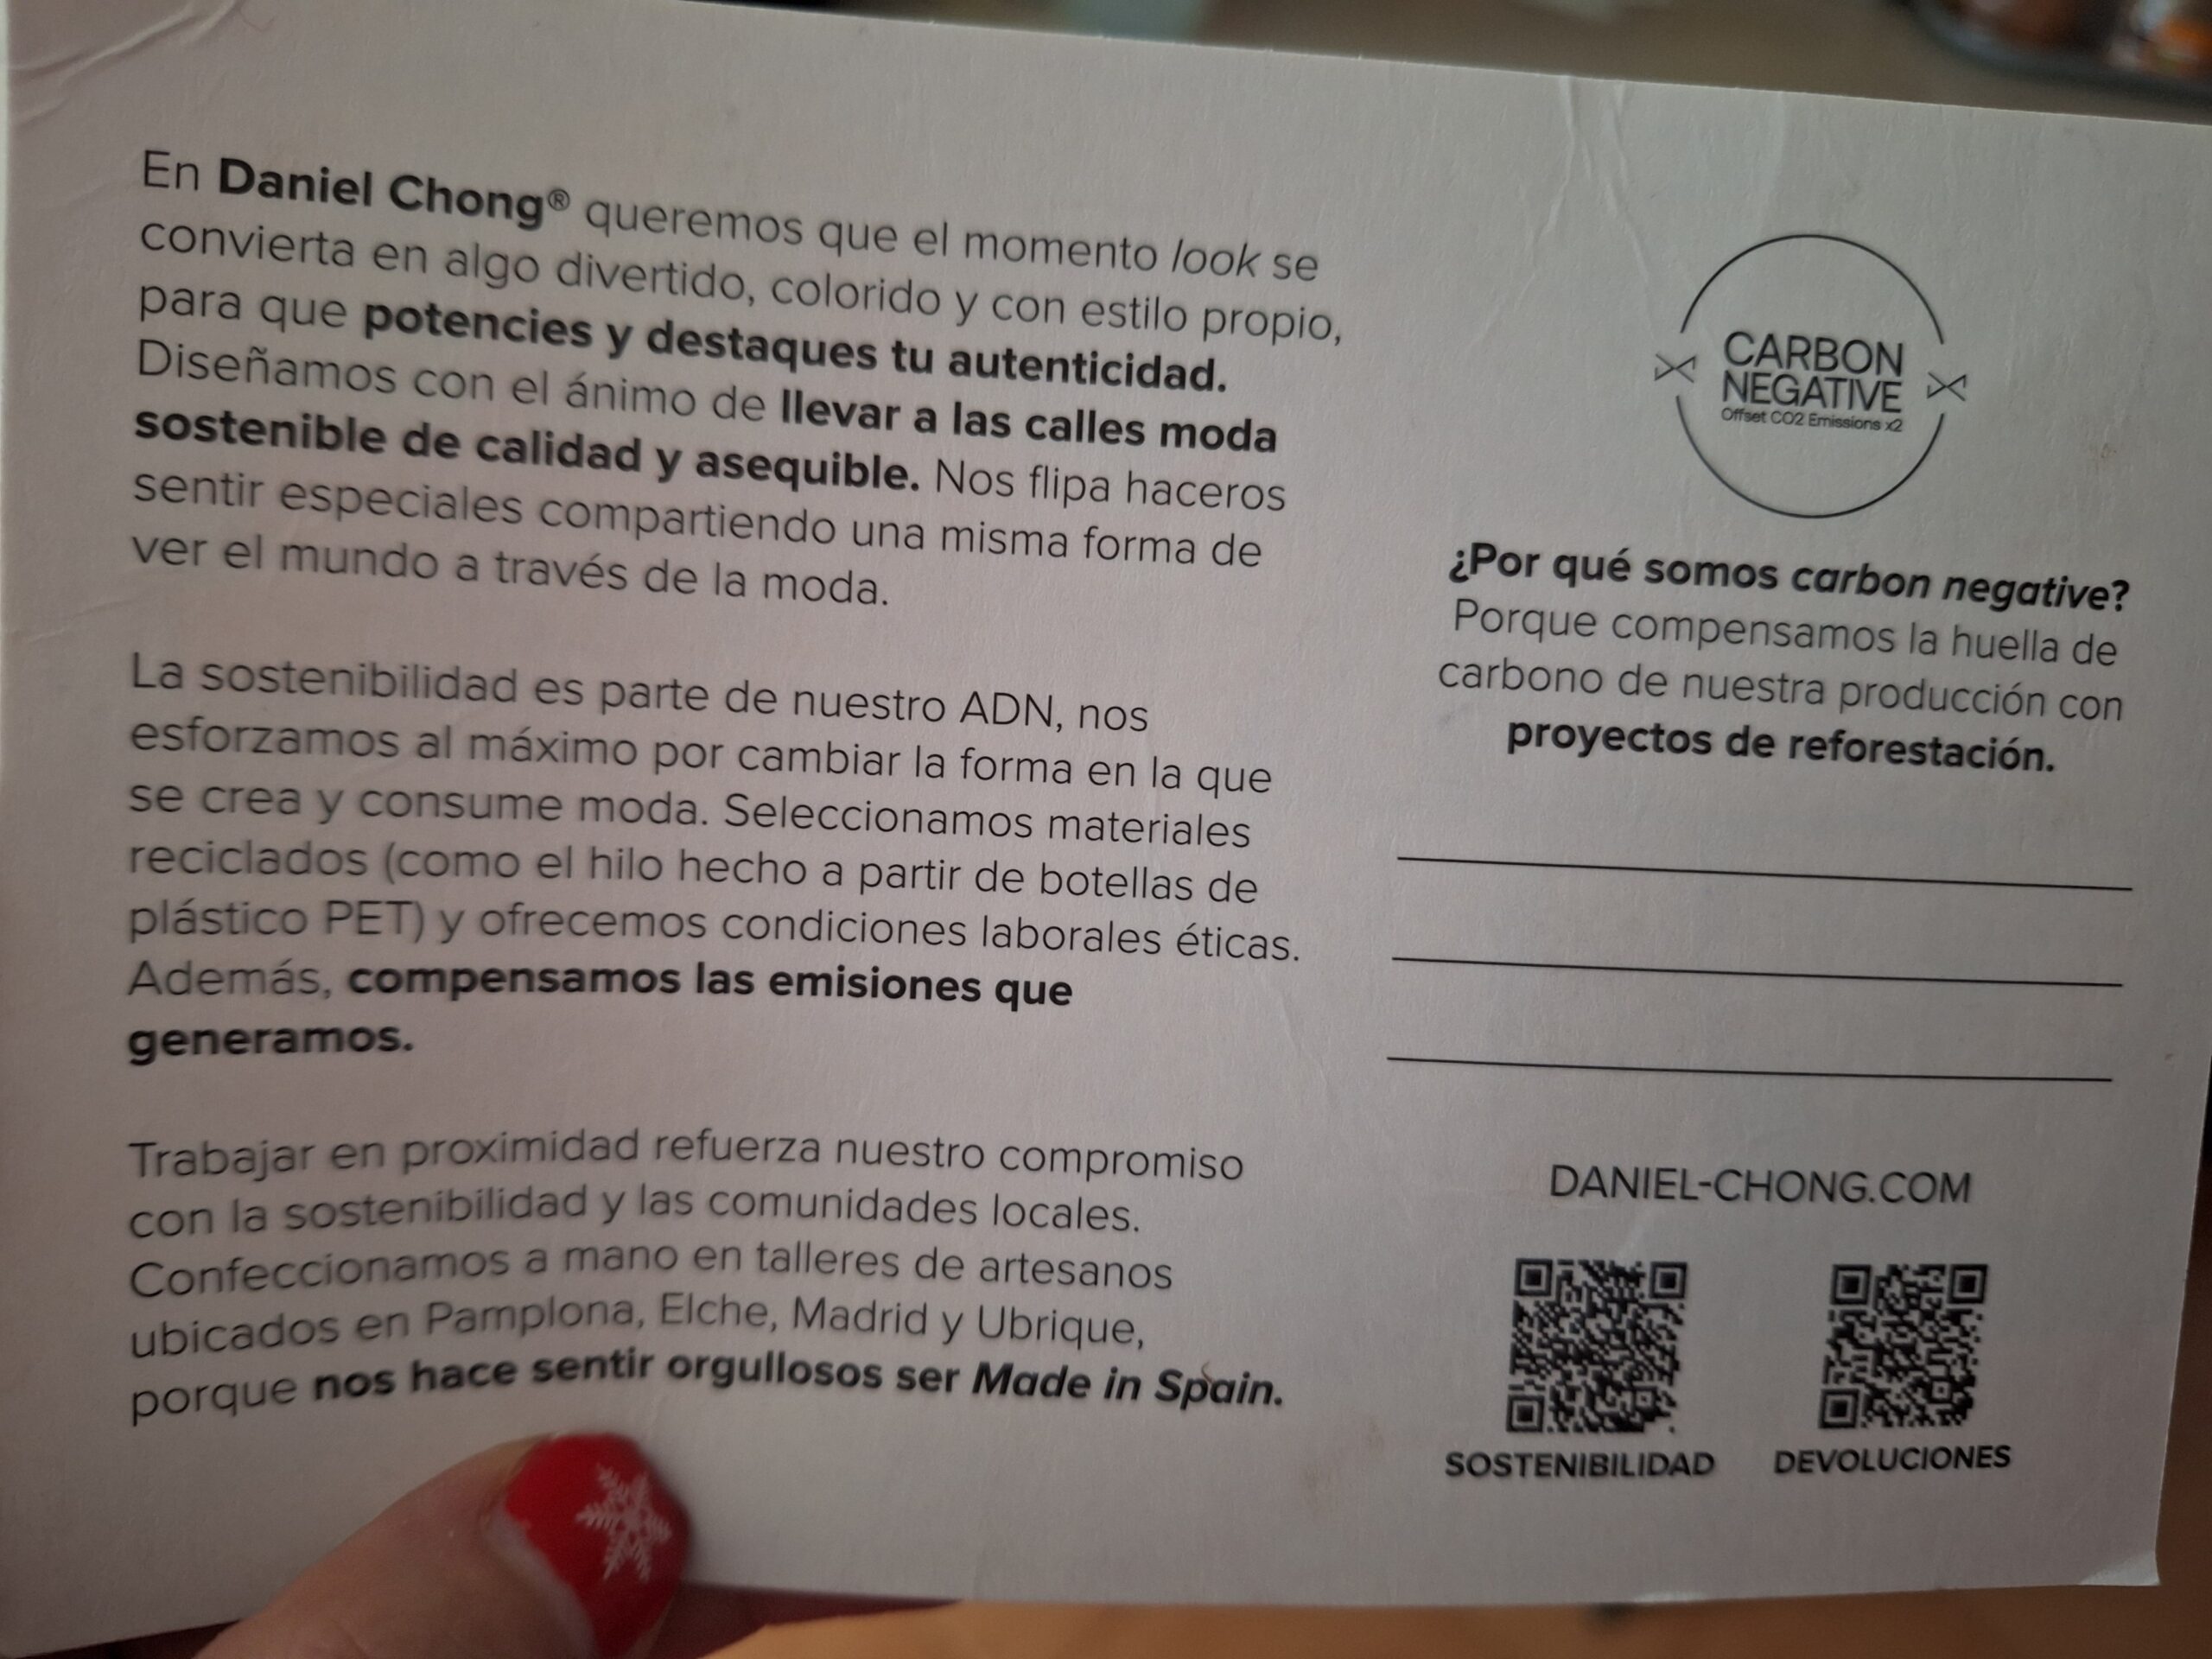 En Daniel Chong® queremos que el momento look se
convierta en algo divertido, colorido y con estilo propio,
para que potencies y destaques tu autenticidad.
Diseñamos con el ánimo de llevar a las calles moda
sostenible de calidad y asequible. Nos flipa haceros
sentir especiales compartiendo una misma forma de
ver el mundo a través de la moda.
La sostenibilidad es parte de nuestro ADN, nos
esforzamos al máximo por cambiar la forma en la que
se crea y consume moda. Seleccionamos materiales
reciclados (como el hilo hecho a partir de botellas de
plástico PET) y ofrecemos condiciones laborales éticas.
Además, compensamos las emisiones que
generamos.
Trabajar en proximidad refuerza nuestro compromiso
con la sostenibilidad y las comunidades locales.
Confeccionamos a mano en talleres de artesanos
ubicados en Pamplona, Elche, Madrid y Ubrique,
porque nos hace sentir orgullosos ser Made in Spain.
CARBON
NEGATIVE
Offset CO2 Emissions x2
¿Por qué somos carbon negative?
Porque compensamos la huella de
carbono de nuestra producción con
proyectos de reforestación.
DANIEL-CHONG.COM
SOSTENIBILIDAD
DEVOLUCIONES